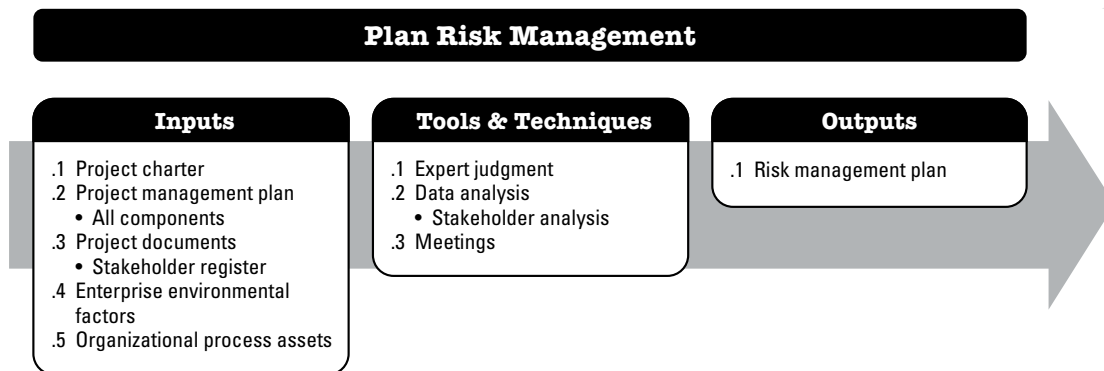 Plan Risk Management
Inputs
.1 Project charter
.2 Project management plan
• All components
.3 Project documents
• Stakeholder register
.4 Enterprise environmental
factors
.5 Organizational process assets
Tools & Techniques
.1 Expert judgment
.2 Data analysis
• Stakeholder analysis
.3 Meetings
Outputs
.1 Risk management plan